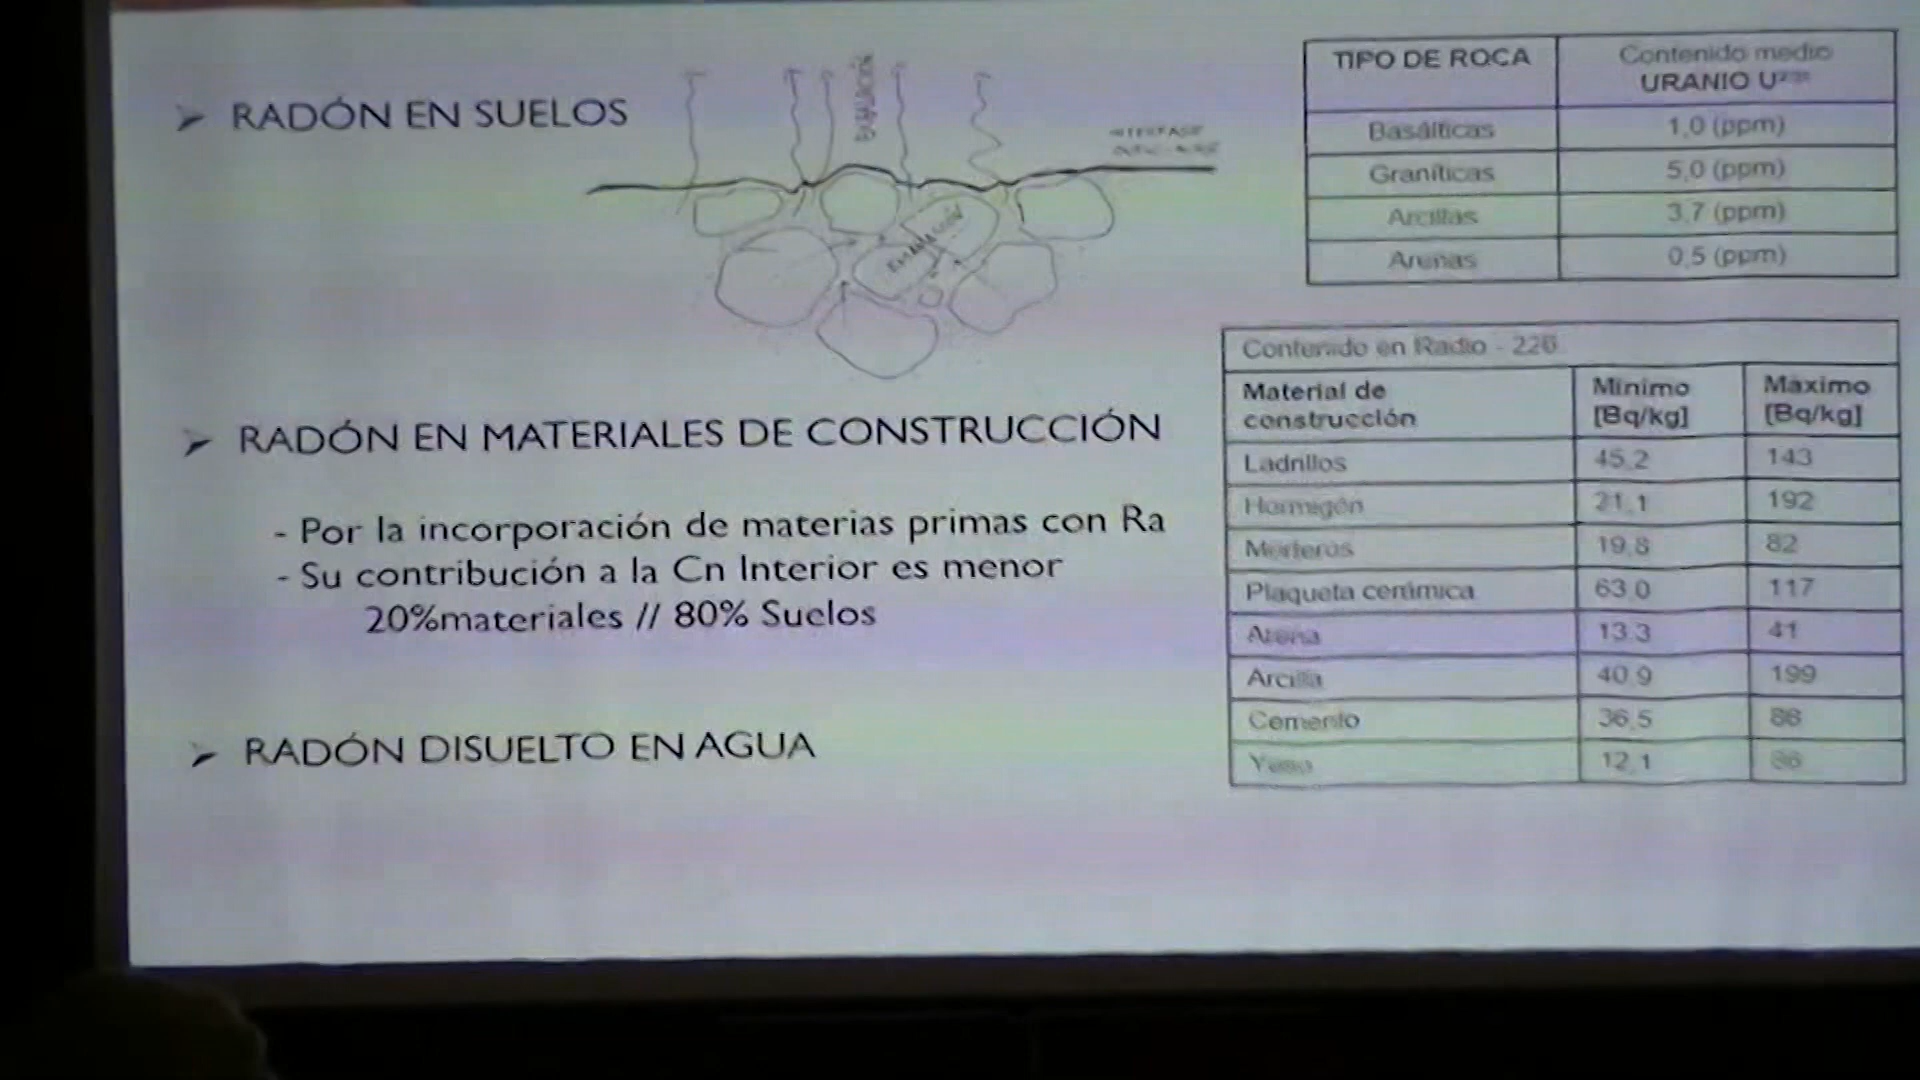 ➢ RADÓN EN SUELOS
➢ RADÓN EN MATERIALES DE CONSTRUCCIÓN
- Por la incorporación de materias primas con Ra
- Su contribución a la Cn Interior es menor
20%materiales // 80% Suelos
➢ RADÓN DISUELTO EN AGUA
TIPO DE ROCA Contenido medio
URANIO U
Basálticas 1,0 (ppm)
Graníticas 5,0 (ppm)
Arcillas 3,7 (ppm)
Arenas 0,5 (ppm)
Contenido en Radio - 226
Material de construcción Mínimo [Bq/kg] Máximo [Bq/kg]
Ladrillos 45,2 143
Hormigón 21,1 192
Morteros 19,8 82
Plaqueta cerámica 63,0 117
Arena 13,3 41
Arcilla 40,9 199
Cemento 36,5
Yeso 12,1